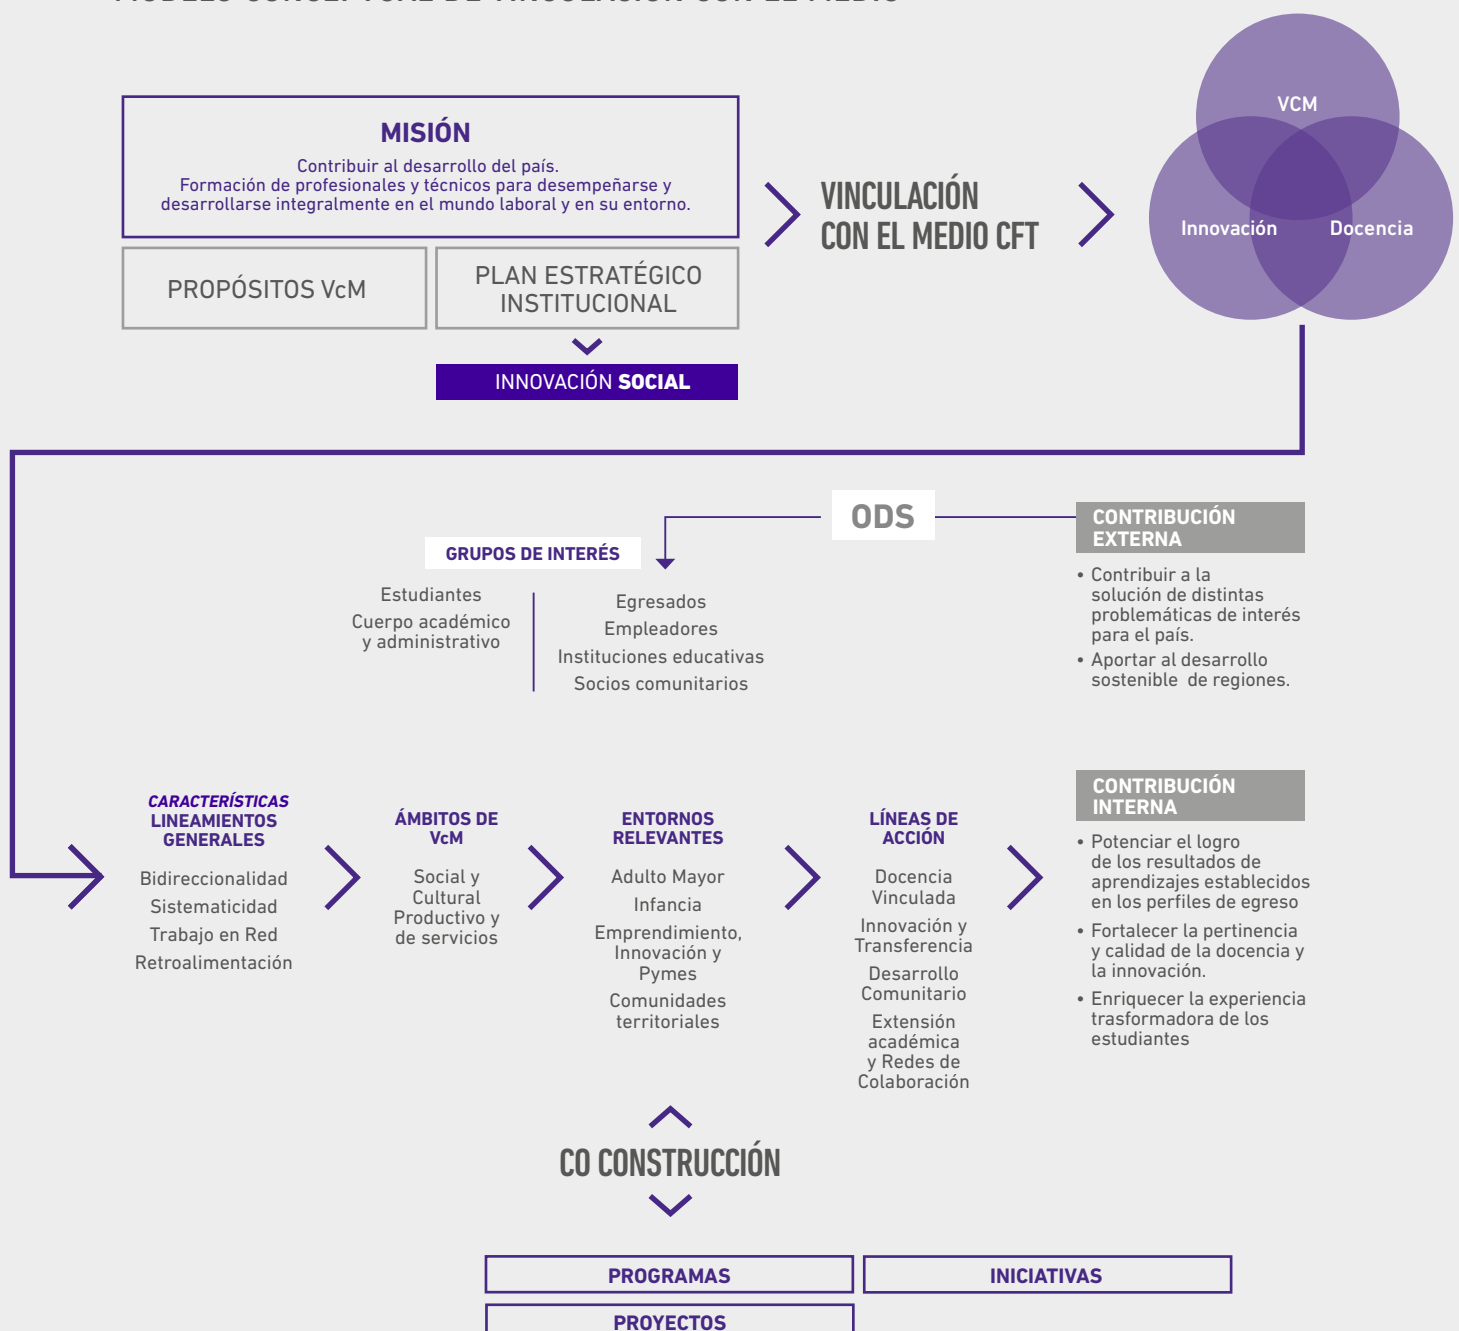 MODELO CONCEPTUAL DE VINCULACIÓN CON EL MEDIO
MISIÓN
Contribuir al desarrollo del país.
Formación de profesionales y técnicos para desempeñarse y
desarrollarse integralmente en el mundo laboral y en su entorno.
PROPÓSITOS VcM
PLAN ESTRATÉGICO
INSTITUCIONAL
INNOVACIÓN SOCIAL
VINCULACIÓN
CON EL MEDIO CFT
VCM
Innovación
Docencia
ODS
GRUPOS DE INTERÉS
Estudiantes
Cuerpo académico
y administrativo
Egresados
Empleadores
Instituciones educativas
Socios comunitarios
CONTRIBUCIÓN
EXTERNA
• Contribuir a la
solución de distintas
problemáticas de interés
para el país.
• Aportar al desarrollo
sostenible de regiones.
CARACTERÍSTICAS
LINEAMIENTOS
GENERALES
Bidireccionalidad
Sistematicidad
Trabajo en Red
Retroalimentación
ÁMBITOS DE
VcM
Social y
Cultural
Productivo y
de servicios
ENTORNOS
RELEVANTES
Adulto Mayor
Infancia
Emprendimiento,
Innovación y
Pymes
Comunidades
territoriales
LÍNEAS DE
ACCIÓN
Docencia
Vinculada
Innovación y
Transferencia
Desarrollo
Comunitario
Extensión
académica
y Redes de
Colaboración
CONTRIBUCIÓN
INTERNA
• Potenciar el logro
de los resultados de
aprendizajes establecidos
en los perfiles de egreso
• Fortalecer la pertinencia
y calidad de la docencia y
la innovación.
• Enriquecer la experiencia
trasformadora de los
estudiantes
CO CONSTRUCCIÓN
PROGRAMAS
INICIATIVAS
PROYECTOS